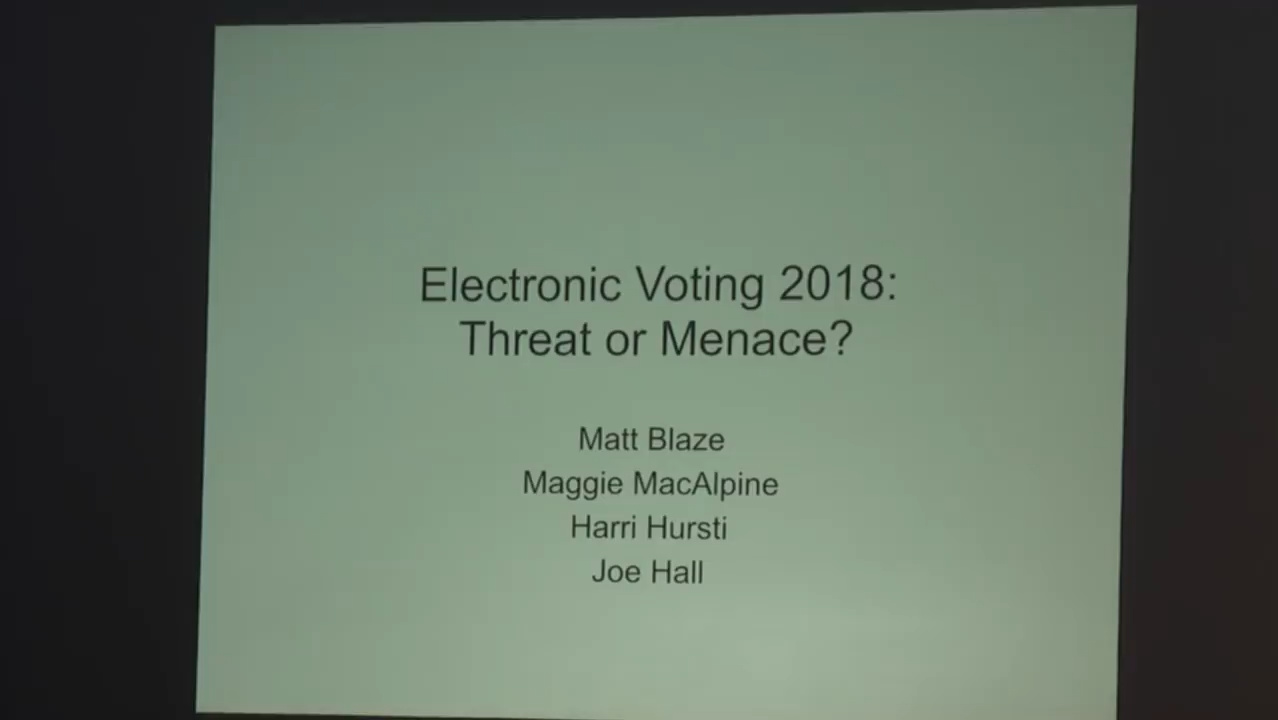 Electronic Voting 2018:
Threat or Menace?
Matt Blaze
Maggie MacAlpine
Harri Hursti
Joe Hall